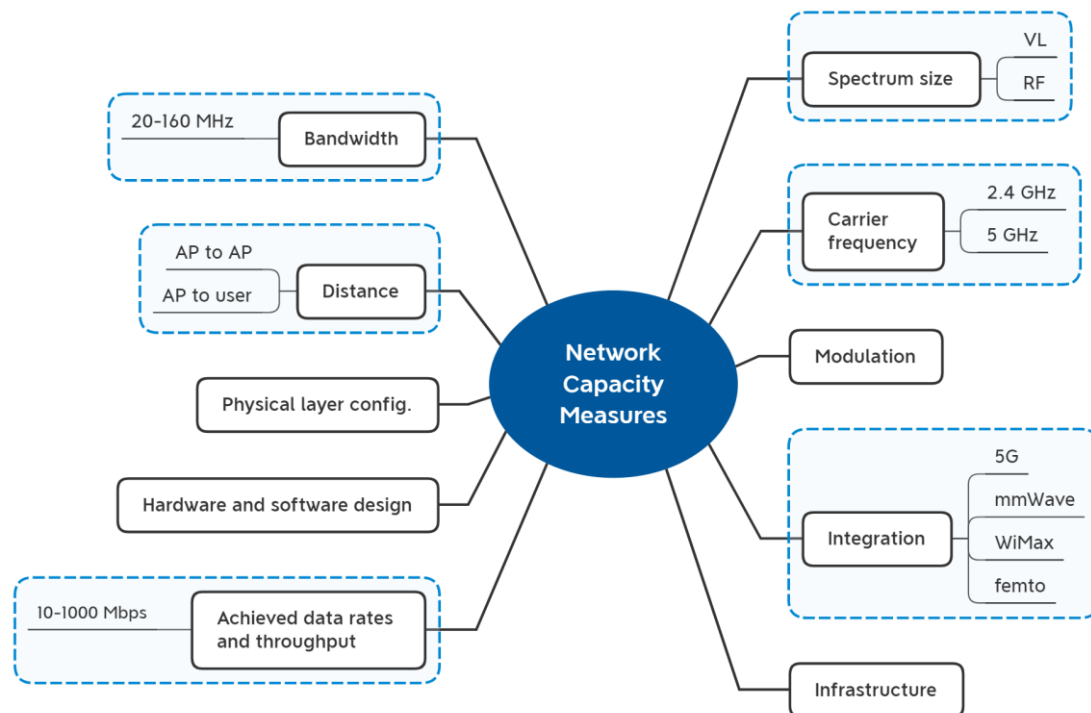 Network
Capacity
Measures
Bandwidth
20-160 MHz
Distance
AP to AP
AP to user
Physical layer config.
Hardware and software design
Achieved data rates
and throughput
10-1000 Mbps
Spectrum size
VL
RF
Carrier
frequency
2.4 GHz
5 GHz
Modulation
Integration
5G
mmWave
WiMax
femto
Infrastructure